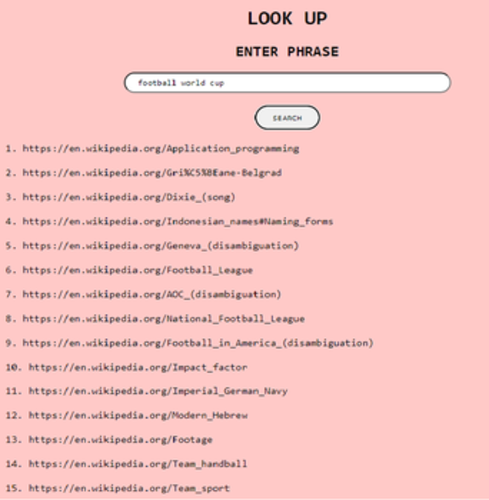 LOOK UP
ENTER PHRASE
football world cup
SEARCH
1. https://en.wikipedia.org/Application_programming
2. https://en.wikipedia.org/Gri%C5%8Eane-Belgrad
3. https://en.wikipedia.org/Dixie_(song)
4. https://en.wikipedia.org/Indonesian_names#Naming_forms
5. https://en.wikipedia.org/Geneva_(disambiguation)
6. https://en.wikipedia.org/Football_League
7. https://en.wikipedia.org/AOC_(disambiguation)
8. https://en.wikipedia.org/National_Football_League
9. https://en.wikipedia.org/Football_in_America_(disambiguation)
10. https://en.wikipedia.org/Impact_factor
11. https://en.wikipedia.org/Imperial_German_Navy
12. https://en.wikipedia.org/Modern_Hebrew
13. https://en.wikipedia.org/Footage
14. https://en.wikipedia.org/Team_handball
15. https://en.wikipedia.org/Team_sport